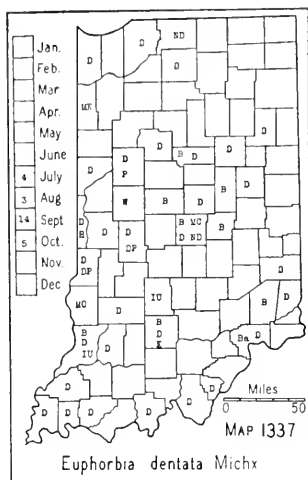 Jan.
Feb.
Mar
Apr.
May
June
4 July
3 Aug
14 Sept
5 Oct.
Nov.
Dec
ND
D
D
D
MK
D
D
B D
D
D
P
D
D
W
B
D
B
D
B MC
B
D
D
D ND
DP
D
DP
D
MC
D
IU
B
D
B
D
IU
D
B
D
K
Ba D
D
D
D
D
D
D
D
Miles
0 50
MAP 1337
Euphorbia dentata Michx